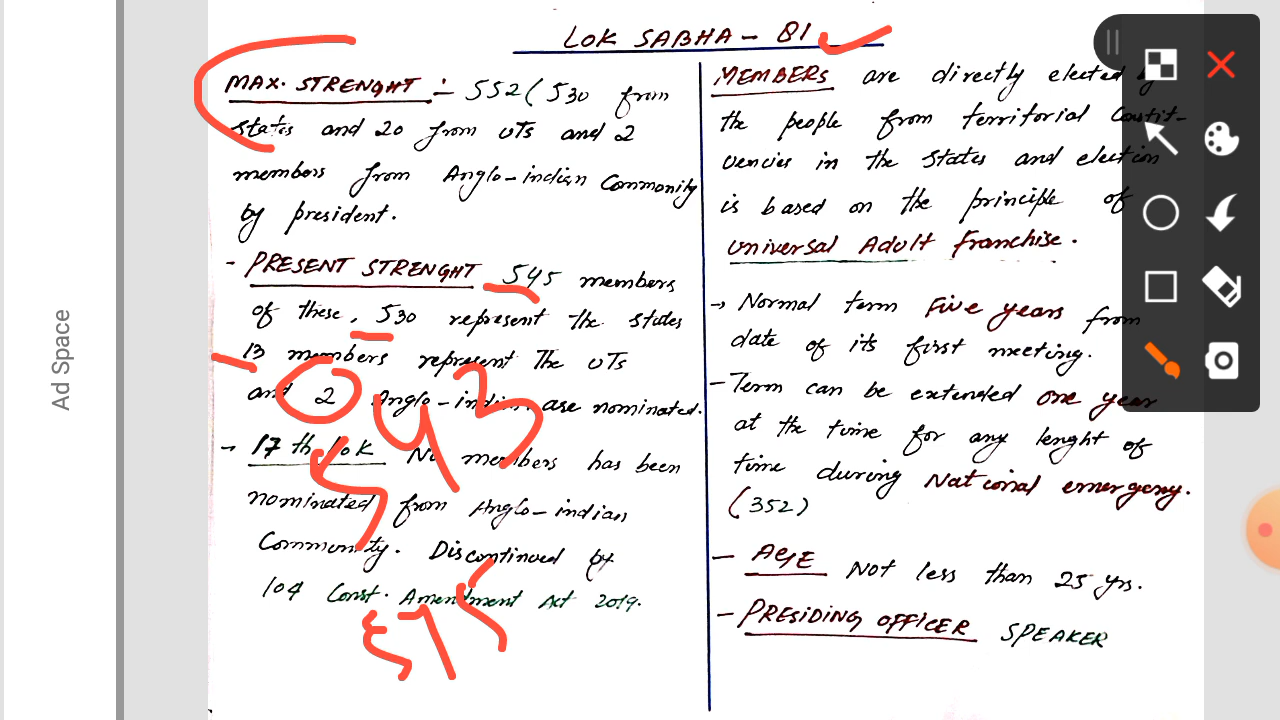 LOK SABHA - 81
MAX. STRENGHT :- 552 (530 from
states and 20 from UTs and 2
members from Anglo-indian Community
by president.
- PRESENT STRENGHT 545 members
of these, 530 represent the states
13 members represent The UTs
and 2 Anglo-indian are nominated.
- 17th lok No members has been
nominated from Anglo-indian
Community. Discontinued by
104 Const. Amendment Act 2019.
543
545
MEMBERS are directly elected by
the people from territorial Constit-
uencies in the states and election
is based on the principle of
Universal Adult Franchise.
→ Normal term Five years from
date of its first meeting.
- Term can be extended one year
at the time for any lenght of
time during National emergency.
(352)
- AGE Not less than 25 yrs.
- PRESIDING OFFICER SPEAKER
Ad Space